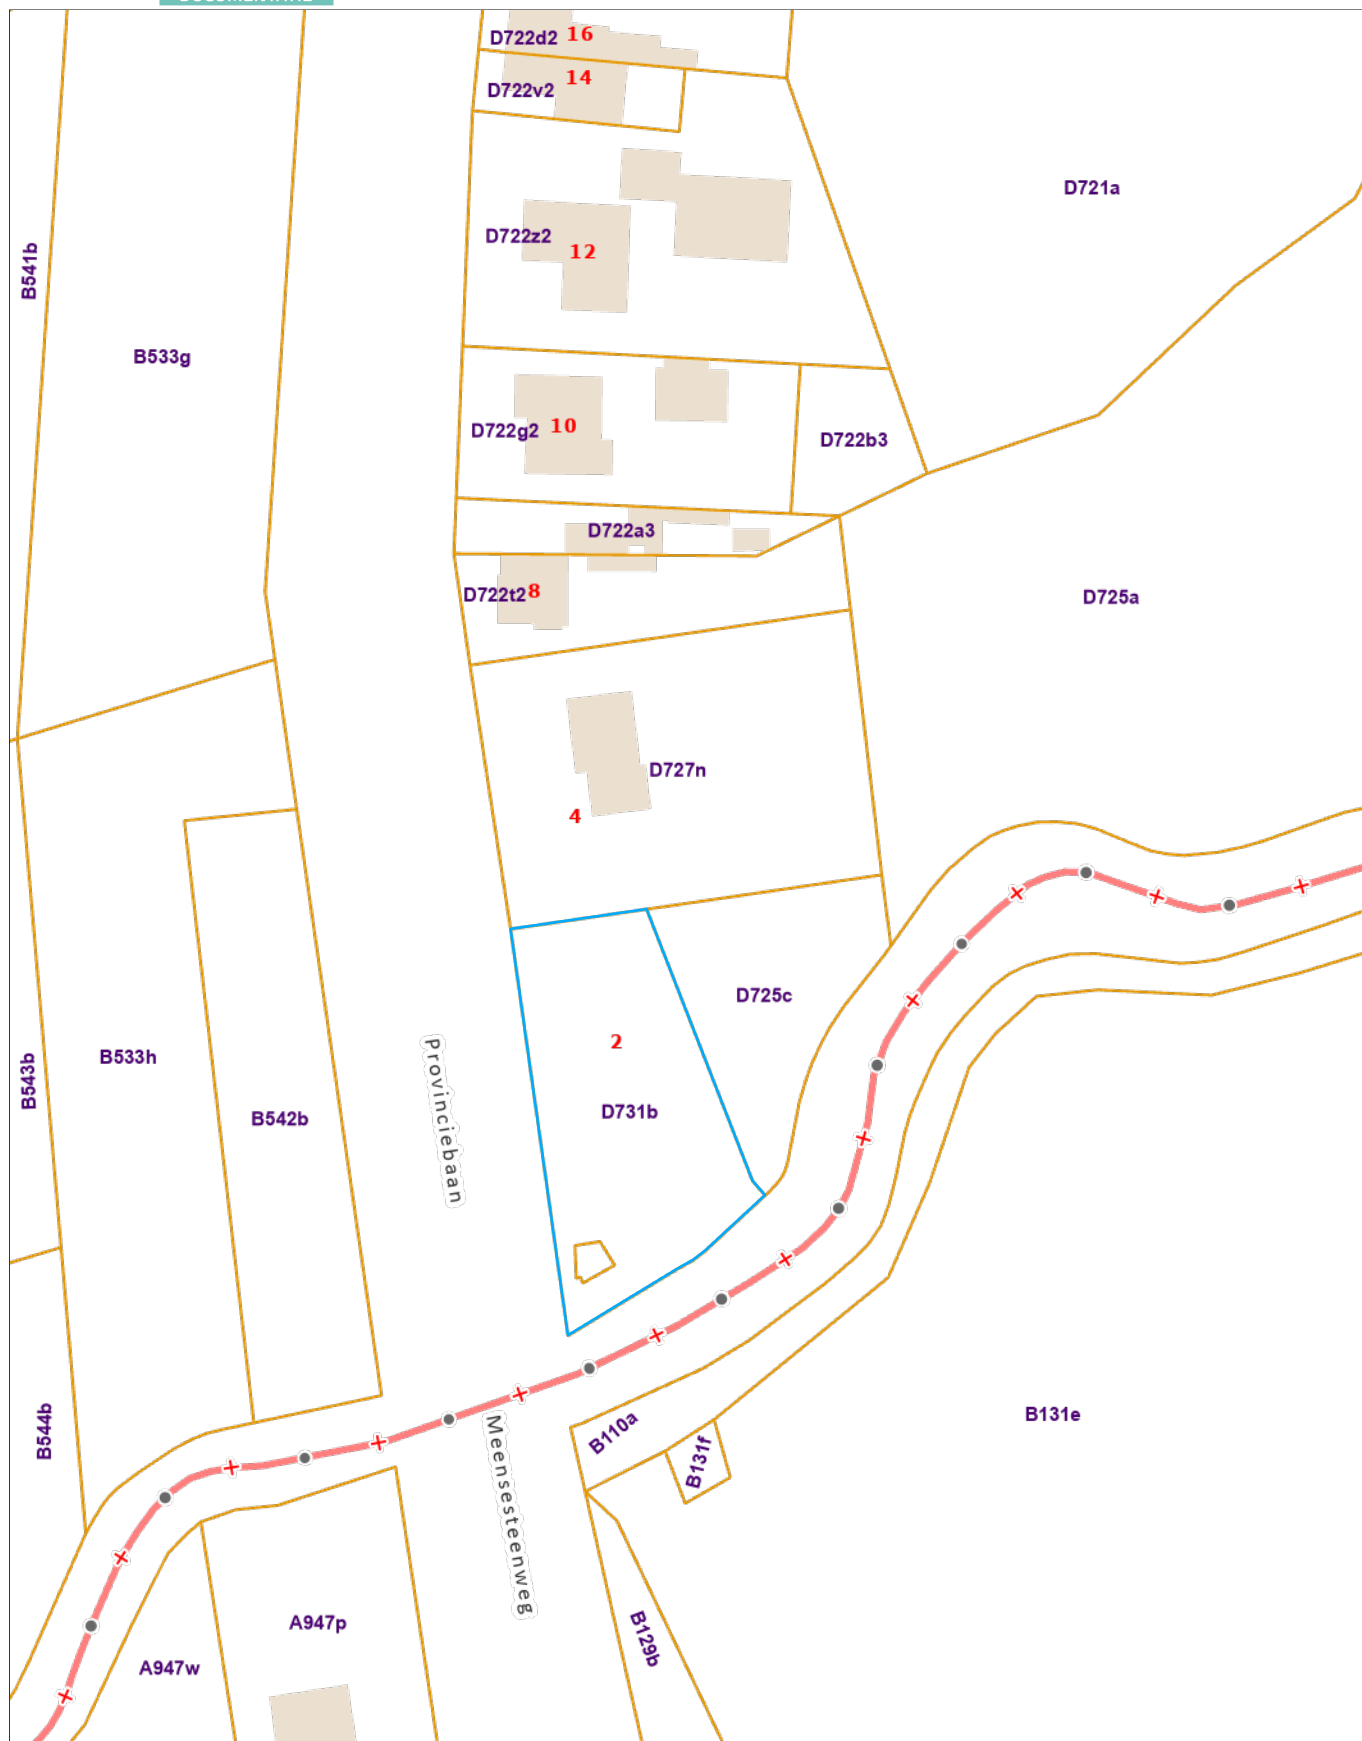 D722d2 16
14
D722v2
D721a
D722z2 12
B541b
B533g
D722g2 10
D722b3
D722a3
D722t2 8
D725a
D727n
4
D725c
2
Provinciebaan
B533h
B543b
B542b
D731b
B544b
B110a
B131f
B131e
Meensesteenweg
A947p
B129b
A947w